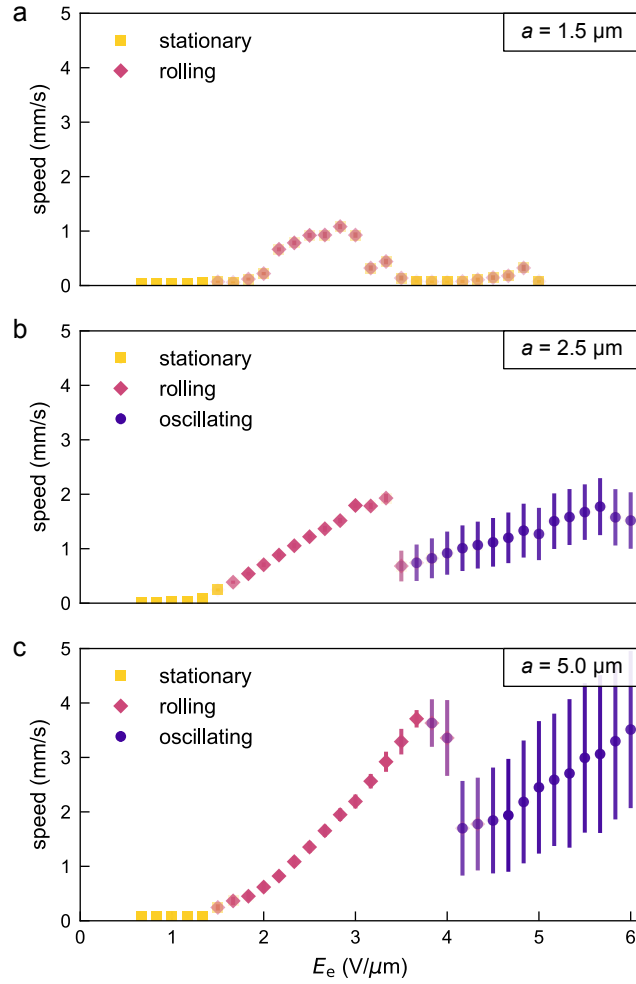 a
a = 1.5 µm
stationary
rolling
speed (mm/s)
5
4
3
2
1
0
b
a = 2.5 µm
stationary
rolling
oscillating
speed (mm/s)
5
4
3
2
1
0
c
a = 5.0 µm
stationary
rolling
oscillating
speed (mm/s)
5
4
3
2
1
0
0 1 2 3 4 5 6
Ee (V/µm)